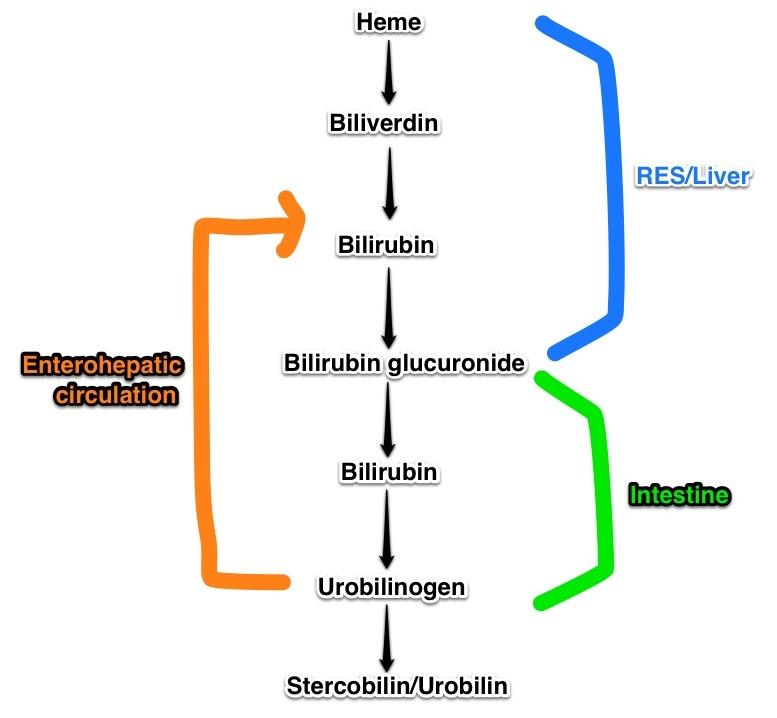 Heme
Biliverdin
RES/Liver
Bilirubin
Enterohepatic
circulation
Bilirubin glucuronide
Bilirubin
Intestine
Urobilinogen
Stercobilin/Urobilin